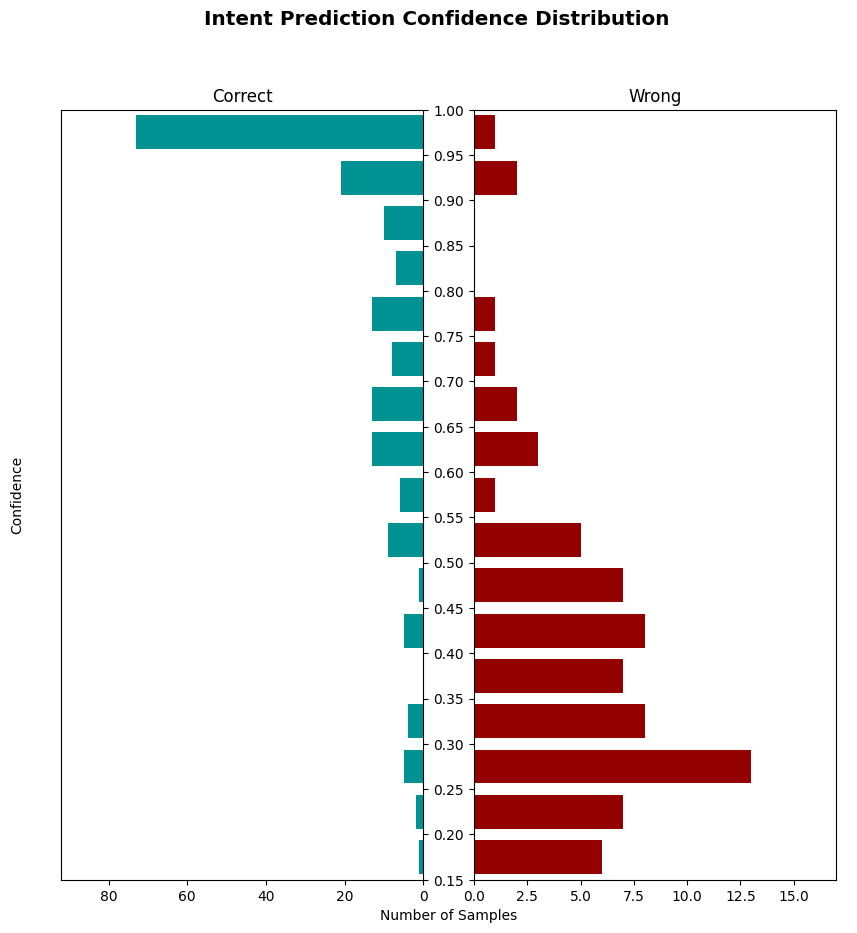 Intent Prediction Confidence Distribution
Correct
Wrong
1.00
0.95
0.90
0.85
0.80
0.75
0.70
0.65
0.60
0.55
0.50
0.45
0.40
0.35
0.30
0.25
0.20
0.15
Confidence
80 60 40 20 0
0.0 2.5 5.0 7.5 10.0 12.5 15.0
Number of Samples